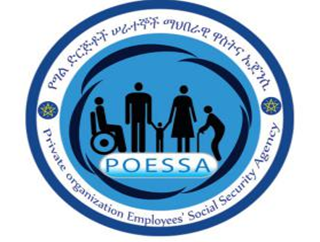 የግል ድርጅቶች ሠራተኞች ማህበራዊ ዋስትና ኤጀንሲ
POESSA
Private organization Employees' Social Security Agency